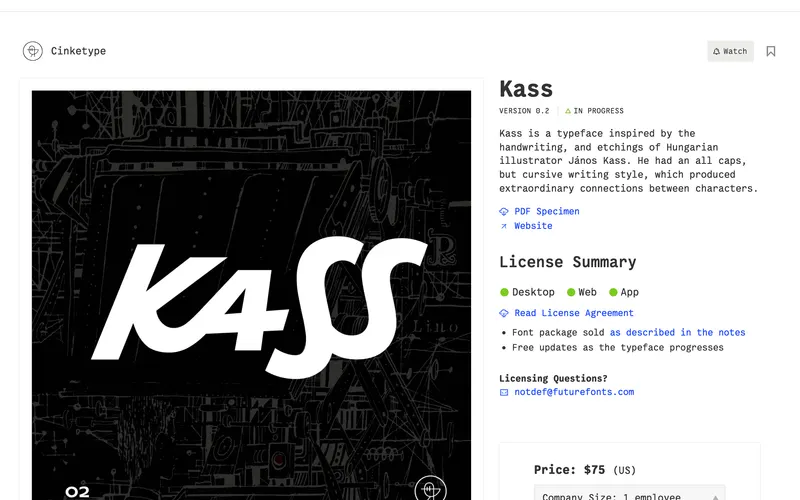 Cinketype
Watch
KASS
Lino
02
Kass
VERSION 0.2
IN PROGRESS
Kass is a typeface inspired by the
handwriting, and etchings of Hungarian
illustrator János Kass. He had an all caps,
but cursive writing style, which produced
extraordinary connections between characters.
PDF Specimen
Website
License Summary
Desktop Web App
Read License Agreement
Font package sold as described in the notes
Free updates as the typeface progresses
Licensing Questions?
notdef@futurefonts.com
Price: $75 (US)
Company Size: 1 employee